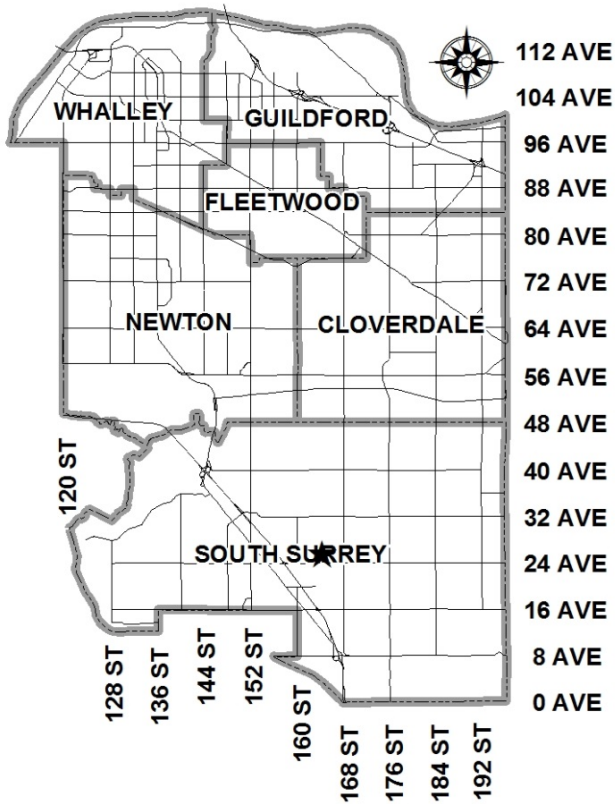 112 AVE
104 AVE
WHALLEY
GUILDFORD
96 AVE
88 AVE
FLEETWOOD
80 AVE
72 AVE
NEWTON
CLOVERDALE
64 AVE
56 AVE
48 AVE
120 ST
40 AVE
32 AVE
SOUTH SURREY
24 AVE
16 AVE
128 ST
136 ST
144 ST
152 ST
160 ST
168 ST
176 ST
184 ST
192 ST
8 AVE
0 AVE